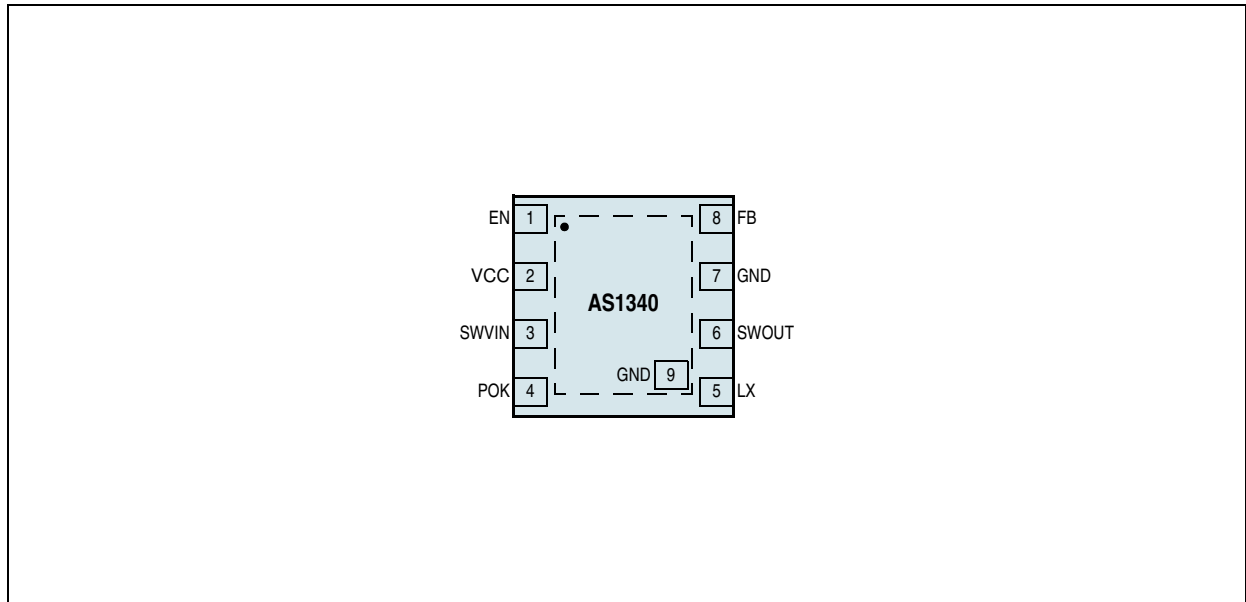 EN 1 8 FB
VCC 2 7 GND
AS1340
SWVIN 3 6 SWOUT
GND 9
POK 4 5 LX